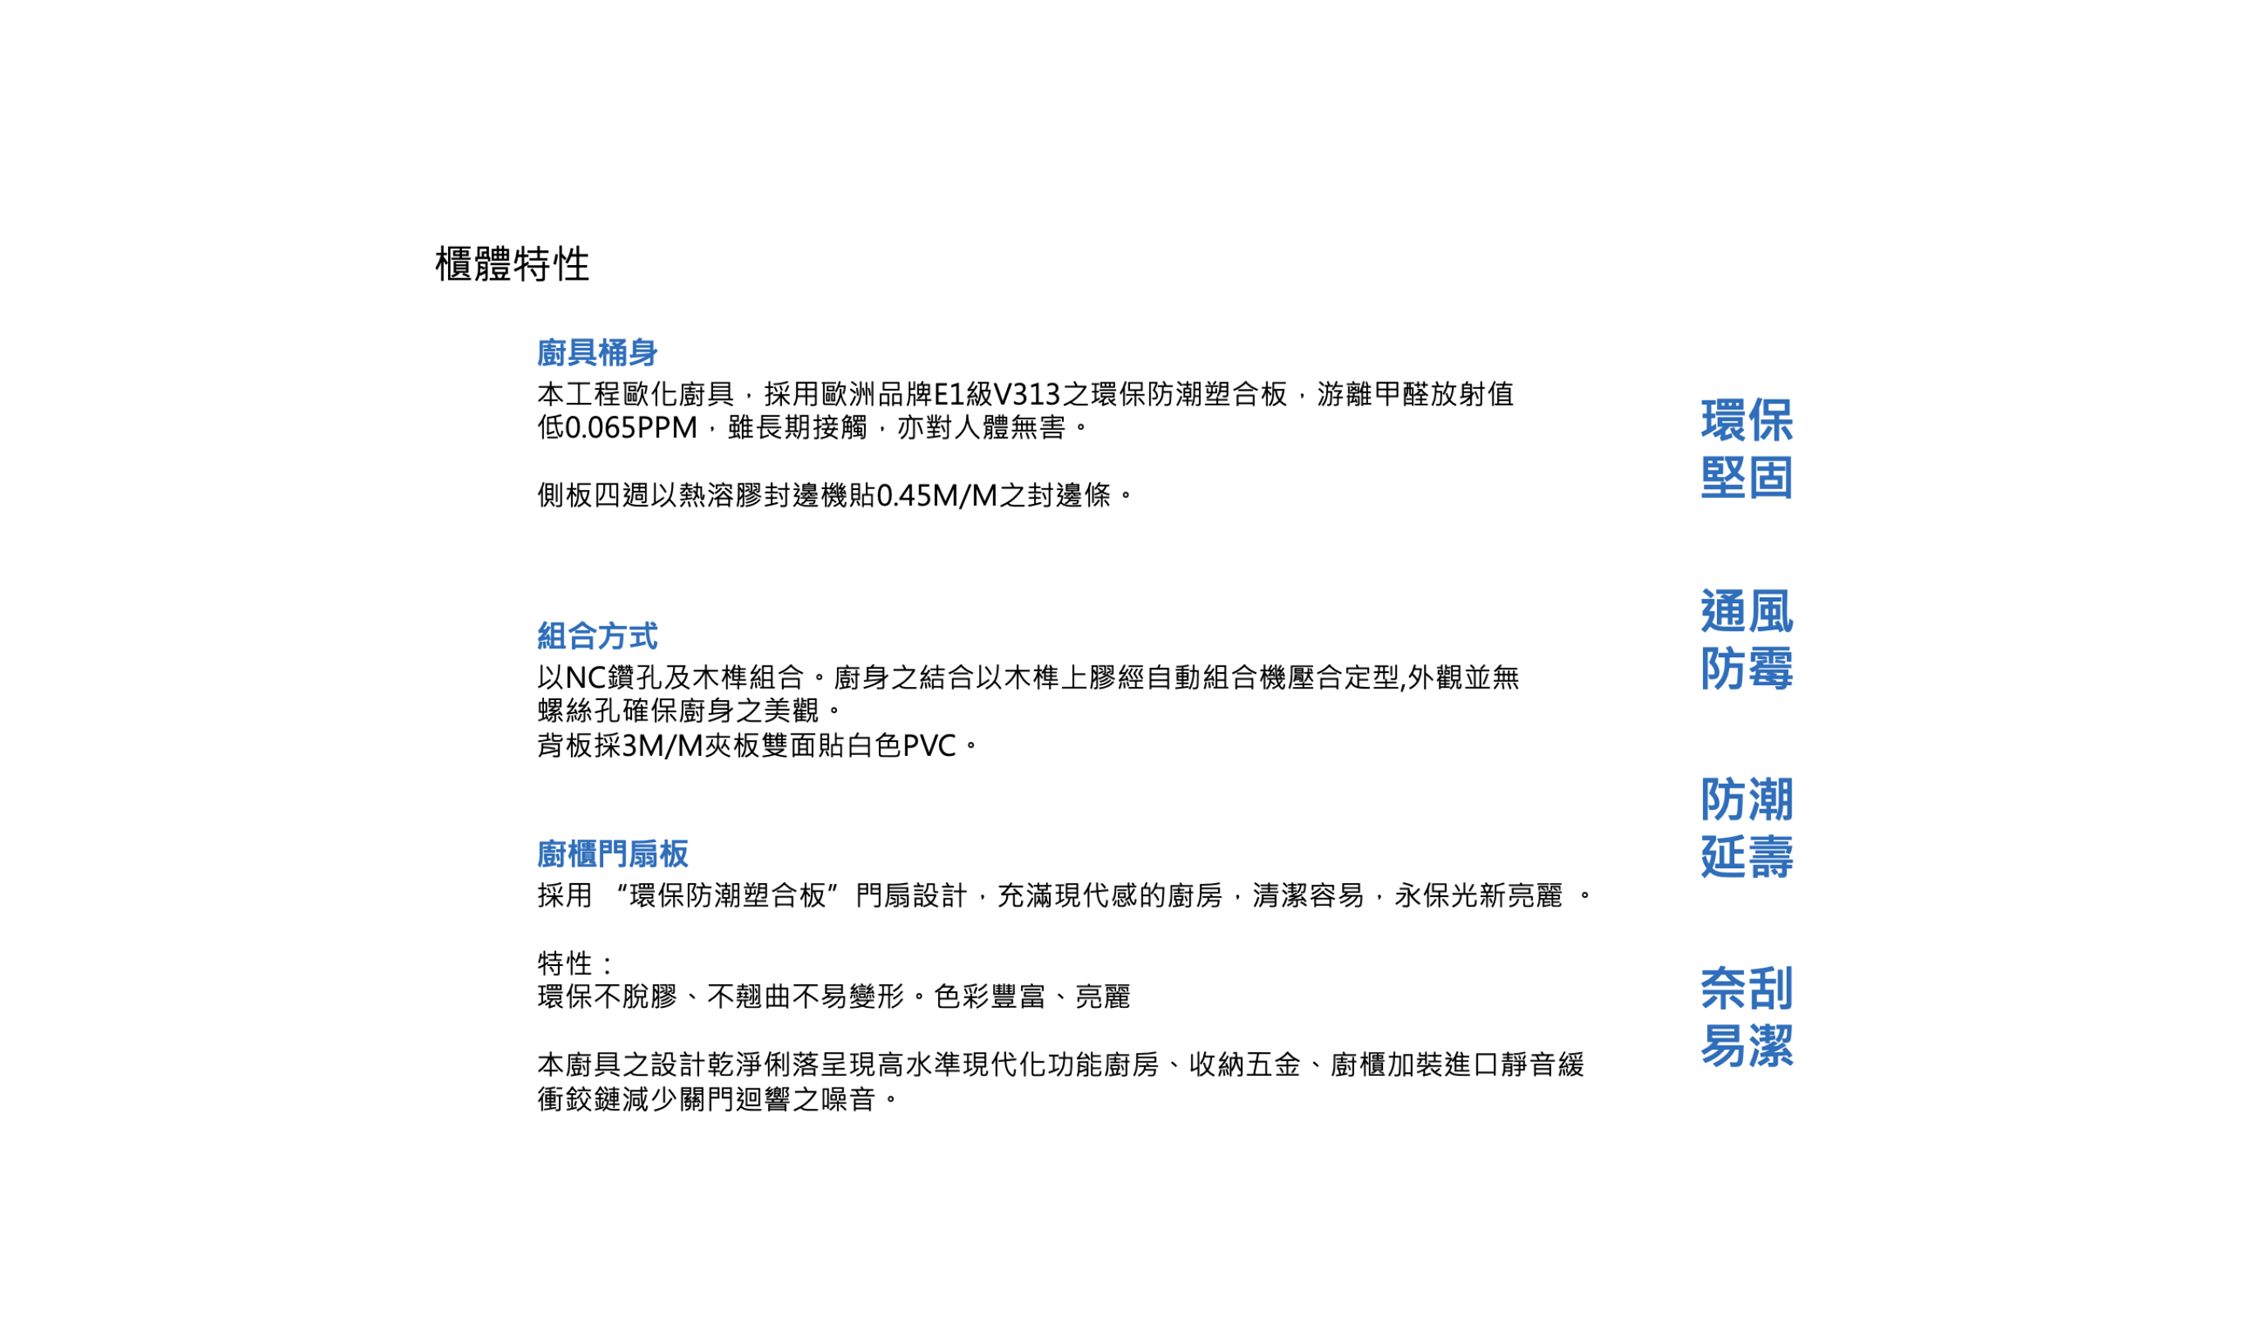 櫃體特性
廚具桶身
本工程歐化廚具，採用歐洲品牌E1級V313之環保防潮塑合板，游離甲醛放射值
低0.065PPM，雖長期接觸，亦對人體無害。
側板四週以熱溶膠封邊機貼0.45M/M之封邊條。
組合方式
以NC鑽孔及木榫組合。廚身之結合以木榫上膠經自動組合機壓合定型,外觀並無
螺絲孔確保廚身之美觀。
背板採3M/M夾板雙面貼白色PVC。
廚櫃門扇板
採用 “環保防潮塑合板” 門扇設計，充滿現代感的廚房，清潔容易，永保光新亮麗 。
特性：
環保不脫膠、不翹曲不易變形。色彩豐富、亮麗
本廚具之設計乾淨俐落呈現高水準現代化功能廚房、收納五金、廚櫃加裝進口靜音緩
衝鉸鏈減少關門迴響之噪音。
環保
堅固
通風
防霉
防潮
延壽
奈刮
易潔